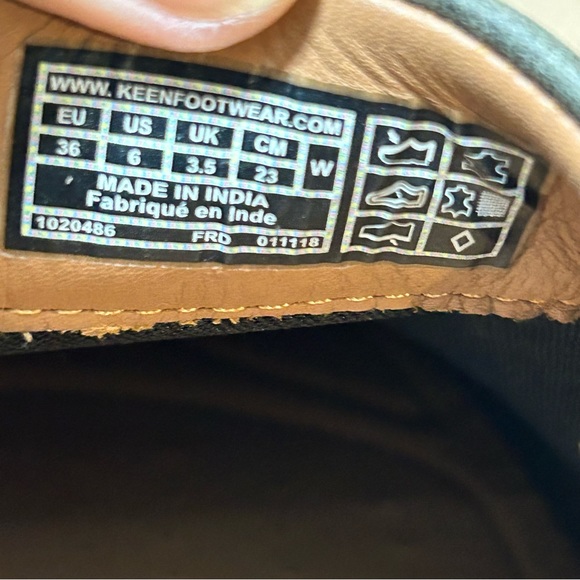 WWW. KEENFOOTWEAR.COM
EU US UK CM W
36 6 3.5 23
MADE IN INDIA
Fabriqué en Inde
1020486 FRD 011118